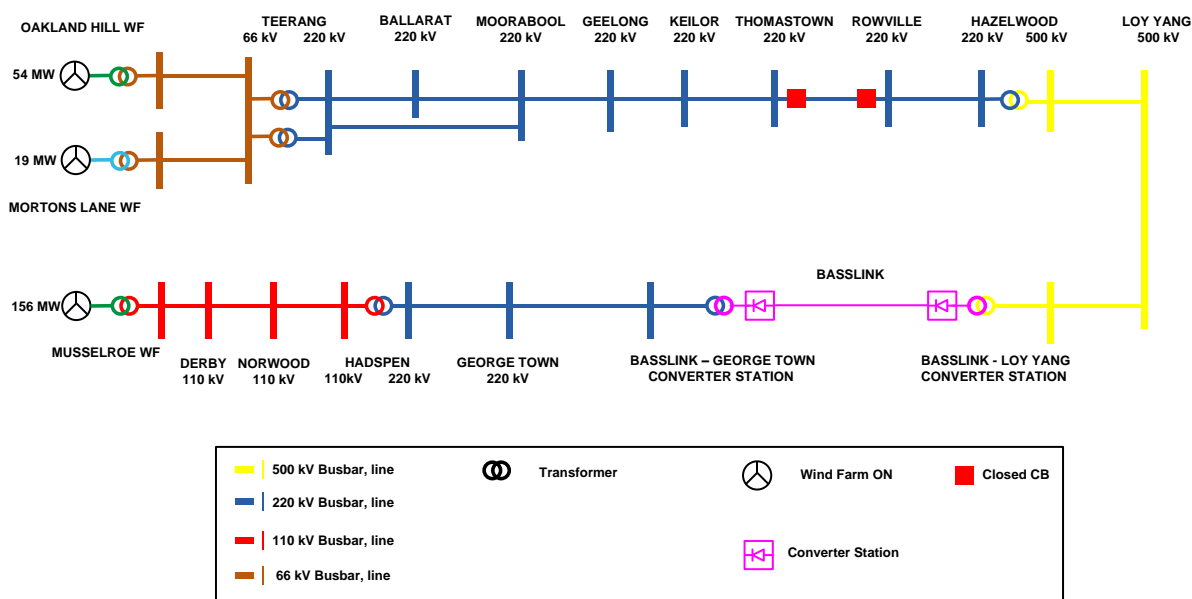 OAKLAND HILL WF
TEERANG
66 kV 220 kV
BALLARAT
220 kV
MOORABOOL
220 kV
GEELONG
220 kV
KEILOR
220 kV
THOMASTOWN
220 kV
ROWVILLE
220 kV
HAZELWOOD
220 kV 500 kV
LOY YANG
500 kV
54 MW
19 MW
MORTONS LANE WF
BASSLINK
156 MW
MUSSELROE WF
DERBY
110 kV
NORWOOD
110 kV
HADSPEN
110kV 220 kV
GEORGE TOWN
220 kV
BASSLINK – GEORGE TOWN
CONVERTER STATION
BASSLINK - LOY YANG
CONVERTER STATION
500 kV Busbar, line
Transformer
Wind Farm ON
Closed CB
220 kV Busbar, line
110 kV Busbar, line
Converter Station
66 kV Busbar, line